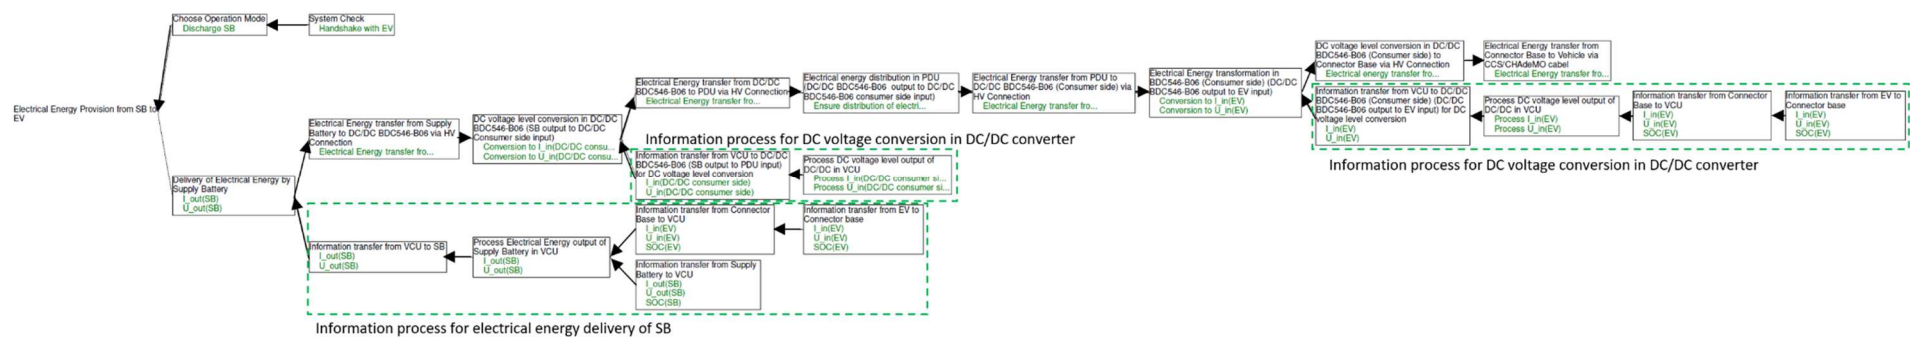 Electrical Energy Provision from SB to
EV
Choose Operation Mode
Discharge SB
System Check
Handshake with EV
Delivery of Electrical Energy by
Supply Battery
I_out(SB)
U_out(SB)
Electrical Energy transfer from Supply
Battery to DC/DC BDC546-B06 via HV
Connection
Electrical Energy transfer fro...
DC voltage level conversion in DC/DC
BDC546-B06 (SB output to DC/DC
Consumer side input)
Conversion to I_in(DC/DC consu...
Conversion to U_in(DC/DC consu...
Electrical Energy transfer from DC/DC
BDC546-B06 to PDU via HV Connection
Electrical Energy transfer fro...
Electrical energy distribution in PDU
(DC/DC BDC546-B06 output to DC/DC
BDC546-B06 consumer side input)
Ensure distribution of electri...
Electrical Energy transfer from PDU to
DC/DC BDC546-B06 (Consumer side) via
HV Connection
Electrical Energy transfer fro...
Electrical Energy transformation in
BDC546-B06 (Consumer side) (DC/DC
BDC546-B06 output to EV input)
Conversion to I_in(EV)
Conversion to U_in(EV)
DC voltage level conversion in DC/DC
BDC546-B06 (Consumer side) to
Connector Base via HV Connection
Electrical energy transfer fro...
Electrical Energy transfer from
Connector Base to Vehicle via
CCS/CHAdeMO cabel
Electrical Energy transfer fro...
Information transfer from VCU to DC/DC
BDC546-B06 (Consumer side) (DC/DC
BDC546-B06 output to EV input) for DC
voltage level conversion
I_in(EV)
U_in(EV)
Process DC voltage level output of
DC/DC in VCU
Process I_in(EV)
Process U_in(EV)
Information transfer from Connector
Base to VCU
I_in(EV)
U_in(EV)
SOC(EV)
Information transfer from EV to
Connector base
I_in(EV)
U_in(EV)
SOC(EV)
Information process for DC voltage conversion in DC/DC converter
Information process for DC voltage conversion in DC/DC converter
Information transfer from VCU to DC/DC
BDC546-B06 (SB output to PDU input)
for DC voltage level conversion
I_in(DC/DC consumer side)
U_in(DC/DC consumer side)
Process DC voltage level output of
DC/DC in VCU
Process I_in(DC/DC consumer si...
Process U_in(DC/DC consumer si...
Information transfer from VCU to SB
I_out(SB)
U_out(SB)
Process Electrical Energy output of
Supply Battery in VCU
I_out(SB)
U_out(SB)
Information transfer from Connector
Base to VCU
I_in(EV)
U_in(EV)
SOC(EV)
Information transfer from EV to
Connector base
I_in(EV)
U_in(EV)
SOC(EV)
Information transfer from Supply
Battery to VCU
I_out(SB)
U_out(SB)
SOC(SB)
Information process for electrical energy delivery of SB